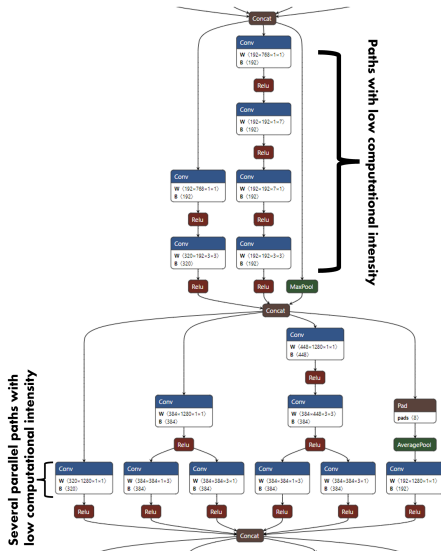 Concat
Conv
W ⟨192×768×1×1⟩
B ⟨192⟩
Relu
Conv
W ⟨192×192×1×7⟩
B ⟨192⟩
Relu
Conv
W ⟨192×768×1×1⟩
B ⟨192⟩
Conv
W ⟨192×192×7×1⟩
B ⟨192⟩
Relu
Relu
Conv
W ⟨320×192×3×3⟩
B ⟨320⟩
Conv
W ⟨192×192×3×3⟩
B ⟨192⟩
Relu
Relu
MaxPool
Paths with low computational intensity
Concat
Conv
W ⟨448×1280×1×1⟩
B ⟨448⟩
Relu
Conv
W ⟨384×1280×1×1⟩
B ⟨384⟩
Conv
W ⟨384×448×3×3⟩
B ⟨384⟩
Pad
pads ⟨8⟩
Relu
Relu
AveragePool
Several parallel paths with
low computational intensity
Conv
W ⟨320×1280×1×1⟩
B ⟨320⟩
Conv
W ⟨384×384×1×3⟩
B ⟨384⟩
Conv
W ⟨384×384×3×1⟩
B ⟨384⟩
Conv
W ⟨384×384×1×3⟩
B ⟨384⟩
Conv
W ⟨384×384×3×1⟩
B ⟨384⟩
Conv
W ⟨192×1280×1×1⟩
B ⟨192⟩
Relu
Relu
Relu
Relu
Relu
Relu
Concat